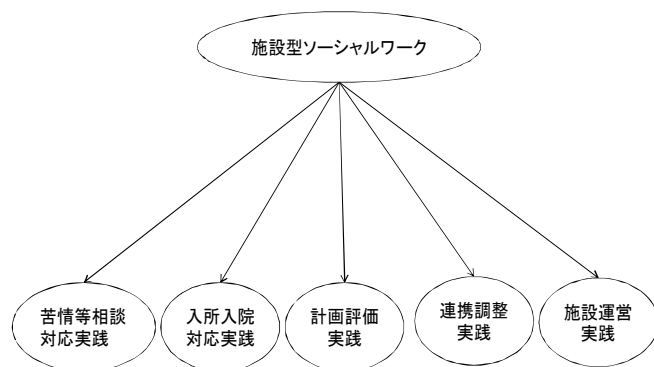 施設型ソーシャルワーク
苦情等相談
対応実践
入所入院
対応実践
計画評価
実践
連携調整
実践
施設運営
実践